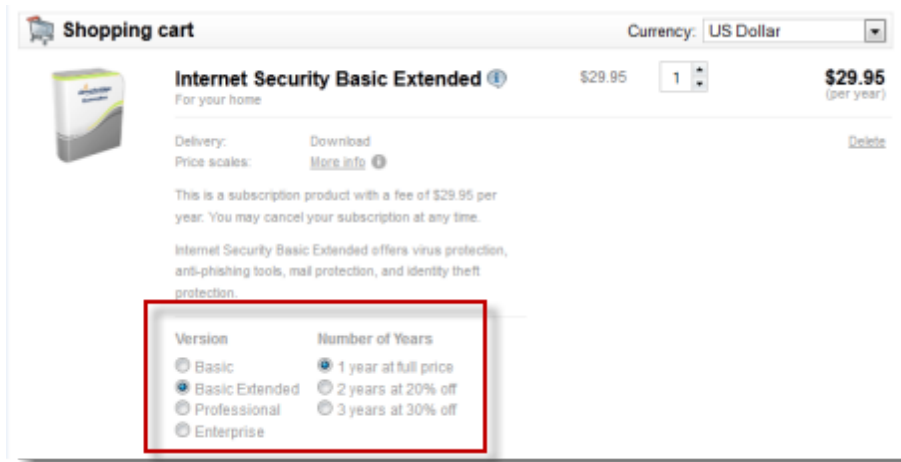 Shopping cart
Currency: US Dollar
Internet Security Basic Extended $29.95 1 $29.95
For your home (per year)
Delivery: Download Delete
Price scales: More info
This is a subscription product with a fee of $29.95 per
year. You may cancel your subscription at any time.
Internet Security Basic Extended offers virus protection,
anti-phishing tools, mail protection, and identity theft
protection.
Version Number of Years
Basic 1 year at full price
Basic Extended 2 years at 20% off
Professional 3 years at 30% off
Enterprise